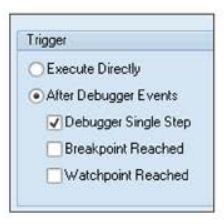 Trigger
Execute Directly
After Debugger Events
Debugger Single Step
Breakpoint Reached
Watchpoint Reached